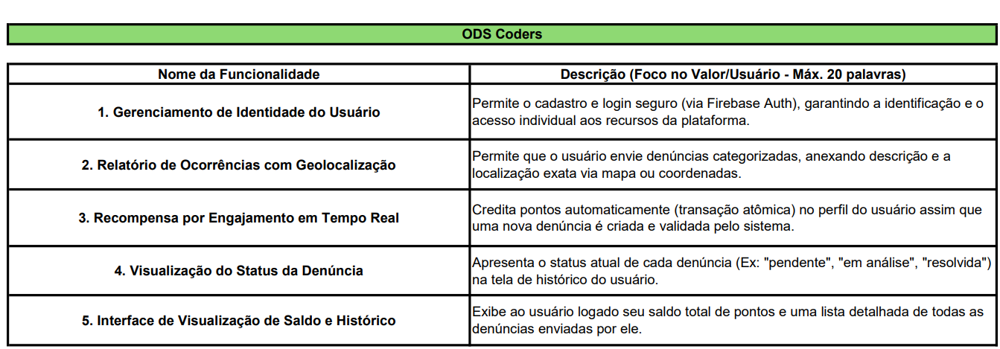 ODS Coders
Nome da Funcionalidade
Descrição (Foco no Valor/Usuário - Máx. 20 palavras)
1. Gerenciamento de Identidade do Usuário
Permite o cadastro e login seguro (via Firebase Auth), garantindo a identificação e o
acesso individual aos recursos da plataforma.
2. Relatório de Ocorrências com Geolocalização
Permite que o usuário envie denúncias categorizadas, anexando descrição e a
localização exata via mapa ou coordenadas.
3. Recompensa por Engajamento em Tempo Real
Credita pontos automaticamente (transação atômica) no perfil do usuário assim que
uma nova denúncia é criada e validada pelo sistema.
4. Visualização do Status da Denúncia
Apresenta o status atual de cada denúncia (Ex: "pendente", "em análise", "resolvida")
na tela de histórico do usuário.
5. Interface de Visualização de Saldo e Histórico
Exibe ao usuário logado seu saldo total de pontos e uma lista detalhada de todas as
denúncias enviadas por ele.